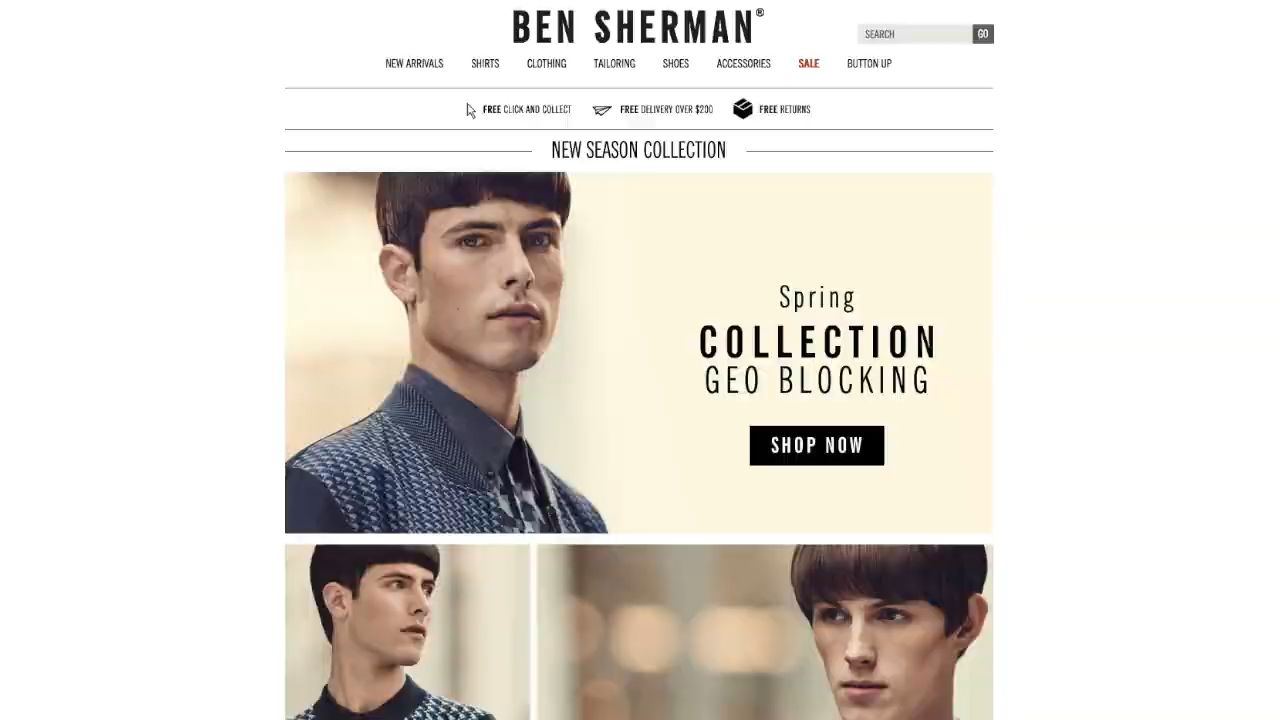 BEN SHERMAN®
SEARCH GO
NEW ARRIVALS SHIRTS CLOTHING TAILORING SHOES ACCESSORIES SALE BUTTON UP
FREE CLICK AND COLLECT FREE DELIVERY OVER $200 FREE RETURNS
NEW SEASON COLLECTION
Spring
COLLECTION
GEO BLOCKING
SHOP NOW